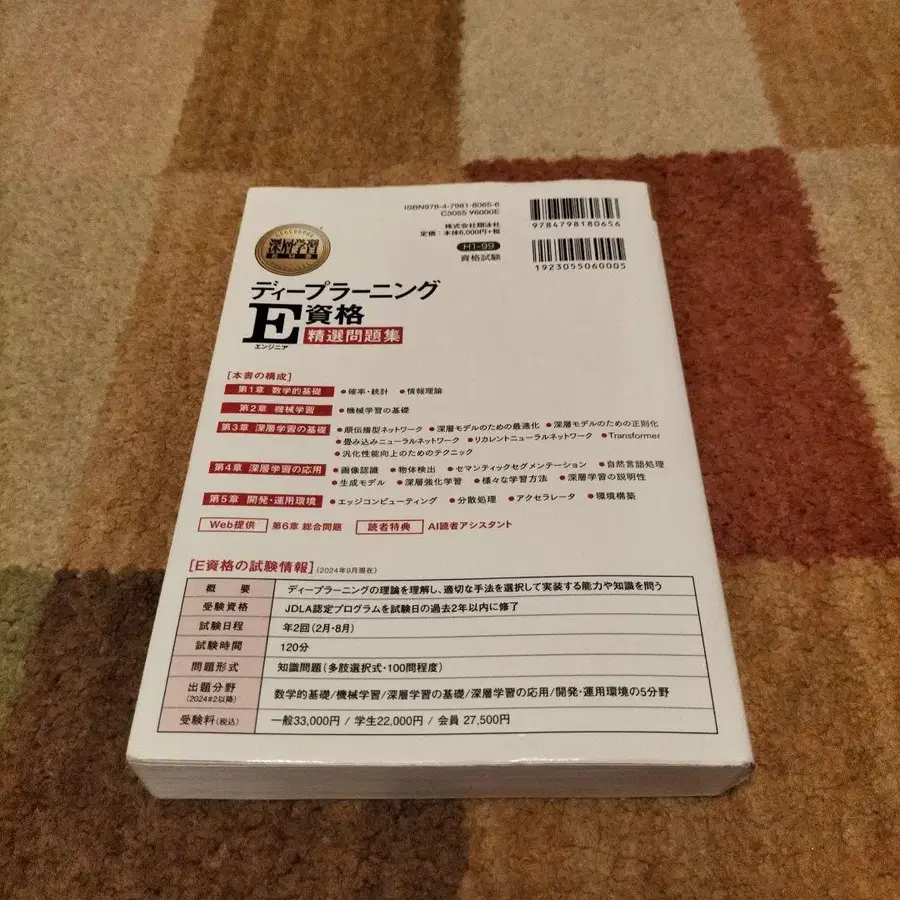 ISBN978-4-7981-8065-6
C3055 ¥6000E
株式会社翔泳社
定価：本体6,000円+税
H1-99
資格試験
9784798180656
1923055060005
深層学習
教科書
ディープラーニング
E資格
エンジニア
精選問題集
[本書の構成]
第1章 数学的基礎 ●確率・統計 ●情報理論
第2章 機械学習 ●機械学習の基礎
第3章 深層学習の基礎 ●順伝播型ネットワーク ●深層モデルのための最適化 ●深層モデルのための正則化
●畳み込みニューラルネットワーク ●リカレントニューラルネットワーク ●Transformer
●汎化性能向上のためのテクニック
第4章 深層学習の応用 ●画像認識 ●物体検出 ●セマンティックセグメンテーション ●自然言語処理
●生成モデル ●深層強化学習 ●様々な学習方法 ●深層学習の説明性
第5章 開発・運用環境 ●エッジコンピューティング ●分散処理 ●アクセラレータ ●環境構築
Web提供 第6章 総合問題 読者特典 AI読者アシスタント
[E資格の試験情報] (2024年9月現在)
概要 ディープラーニングの理論を理解し、適切な手法を選択して実装する能力や知識を問う
受験資格 JDLA認定プログラムを試験日の過去2年以内に修了
試験日程 年2回(2月・8月)
試験時間 120分
問題形式 知識問題(多肢選択式・100問程度)
出題分野 数学的基礎/機械学習/深層学習の基礎/深層学習の応用/開発・運用環境の5分野
(2024#2以降)
受験料(税込) 一般33,000円 / 学生22,000円 / 会員 27,500円